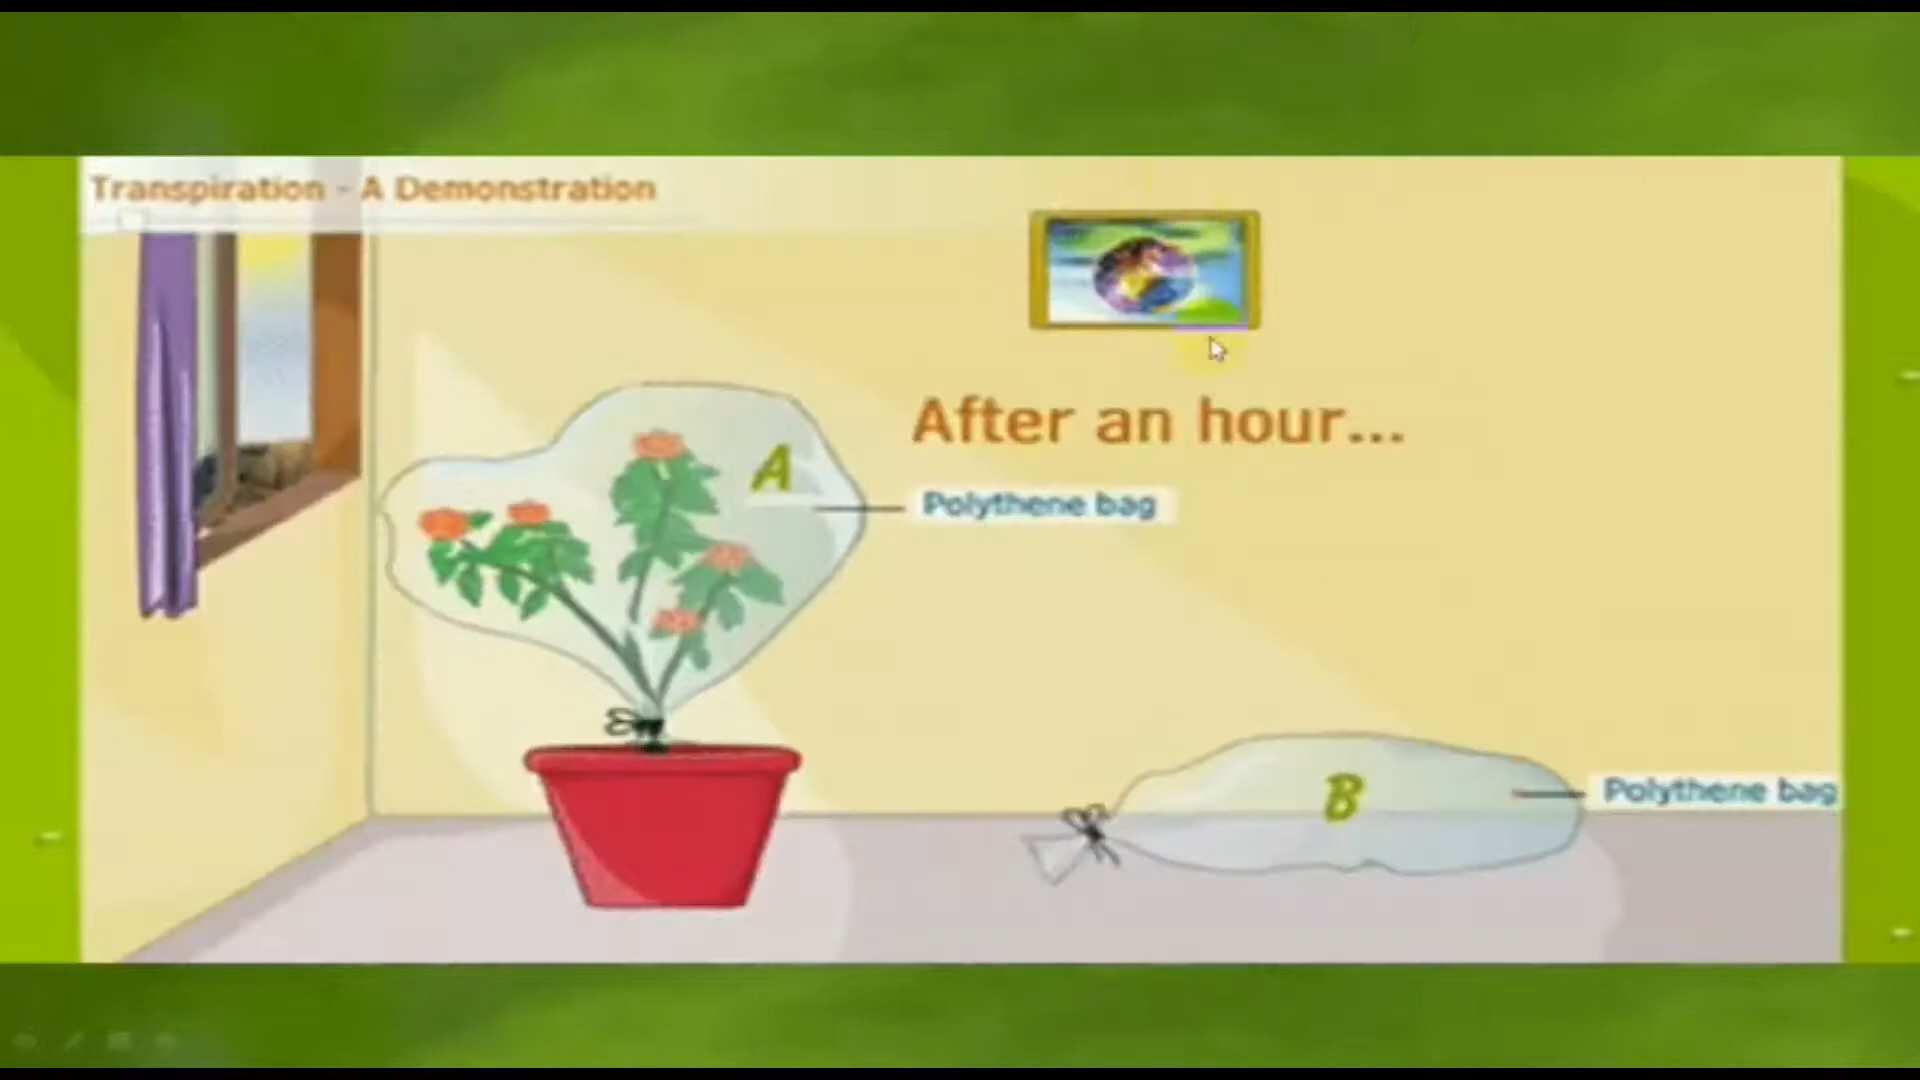 Transpiration - A Demonstration
After an hour...
A
Polythene bag
B
Polythene bag